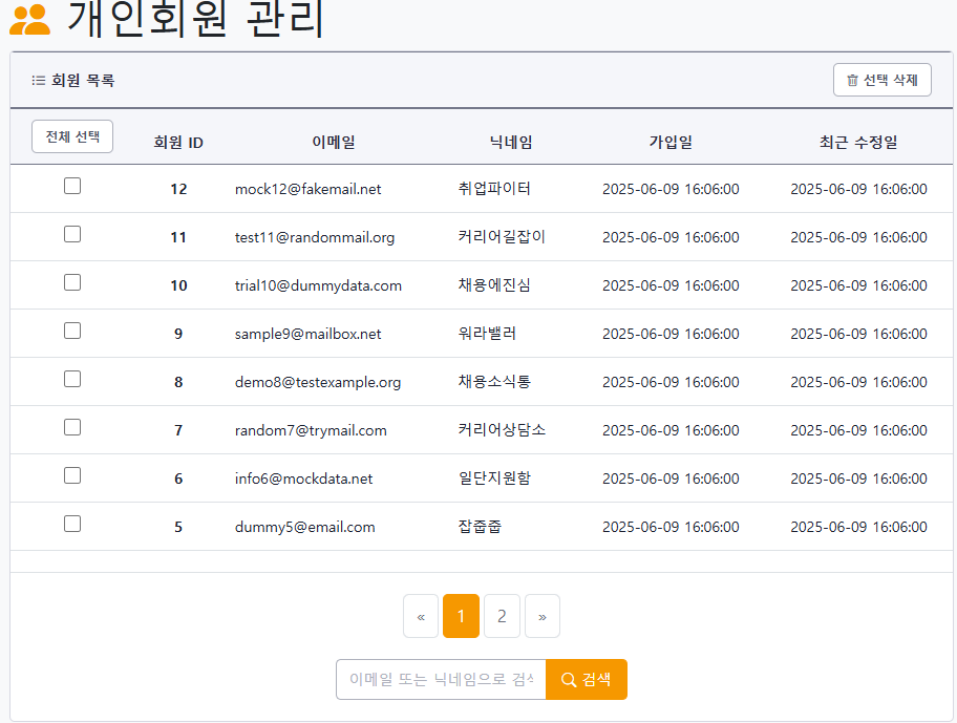 개인회원 관리
회원 목록 선택 삭제
전체 선택 회원 ID 이메일 닉네임 가입일 최근 수정일
12 mock12@fakemail.net 취업파이터 2025-06-09 16:06:00 2025-06-09 16:06:00
11 test11@randommail.org 커리어길잡이 2025-06-09 16:06:00 2025-06-09 16:06:00
10 trial10@dummydata.com 채용에진심 2025-06-09 16:06:00 2025-06-09 16:06:00
9 sample9@mailbox.net 워라밸러 2025-06-09 16:06:00 2025-06-09 16:06:00
8 demo8@testexample.org 채용소식통 2025-06-09 16:06:00 2025-06-09 16:06:00
7 random7@trymail.com 커리어상담소 2025-06-09 16:06:00 2025-06-09 16:06:00
6 info6@mockdata.net 일단지원함 2025-06-09 16:06:00 2025-06-09 16:06:00
5 dummy5@email.com 잡줍줍 2025-06-09 16:06:00 2025-06-09 16:06:00
« 1 2 »
이메일 또는 닉네임으로 검색 검색